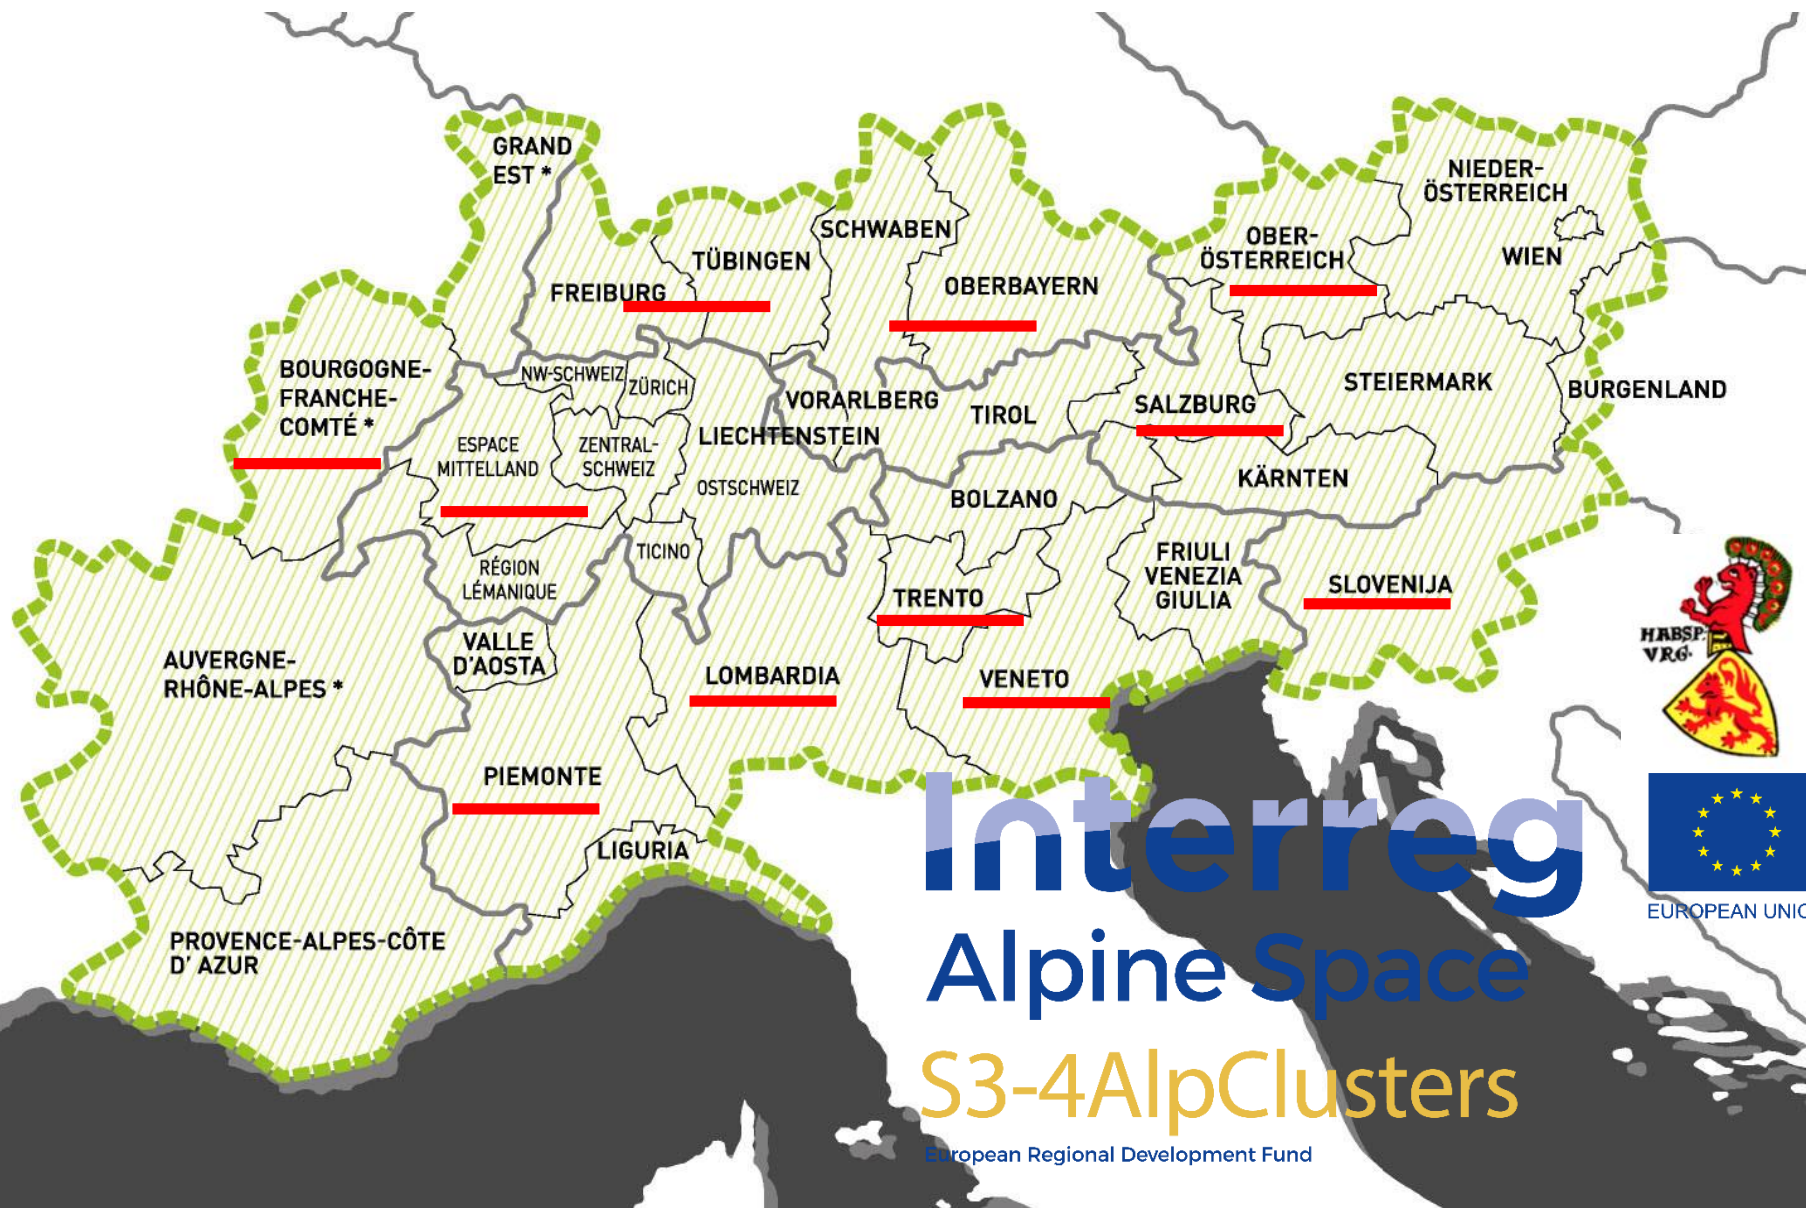 GRAND
EST *
NIEDER-
ÖSTERREICH
SCHWABEN
OBER-
ÖSTERREICH
WIEN
TÜBINGEN
FREIBURG
OBERBAYERN
BOURGOGNE-
FRANCHE-
COMTÉ *
NW-SCHWEIZ
ZÜRICH
VORARLBERG
TIROL
SALZBURG
STEIERMARK
BURGENLAND
ESPACE
MITTELLAND
ZENTRAL-
SCHWEIZ
LIECHTENSTEIN
OSTSCHWEIZ
BOLZANO
KÄRNTEN
TICINO
RÉGION
LÉMANIQUE
FRIULI
VENEZIA
GIULIA
SLOVENIJA
TRENTO
HABSP.
VRG.
VALLE
D'AOSTA
AUVERGNE-
RHÔNE-ALPES *
LOMBARDIA
VENETO
PIEMONTE
LIGURIA
PROVENCE-ALPES-CÔTE
D' AZUR
Interreg
EUROPEAN UNIO
Alpine Space
S3-4AlpClusters
European Regional Development Fund